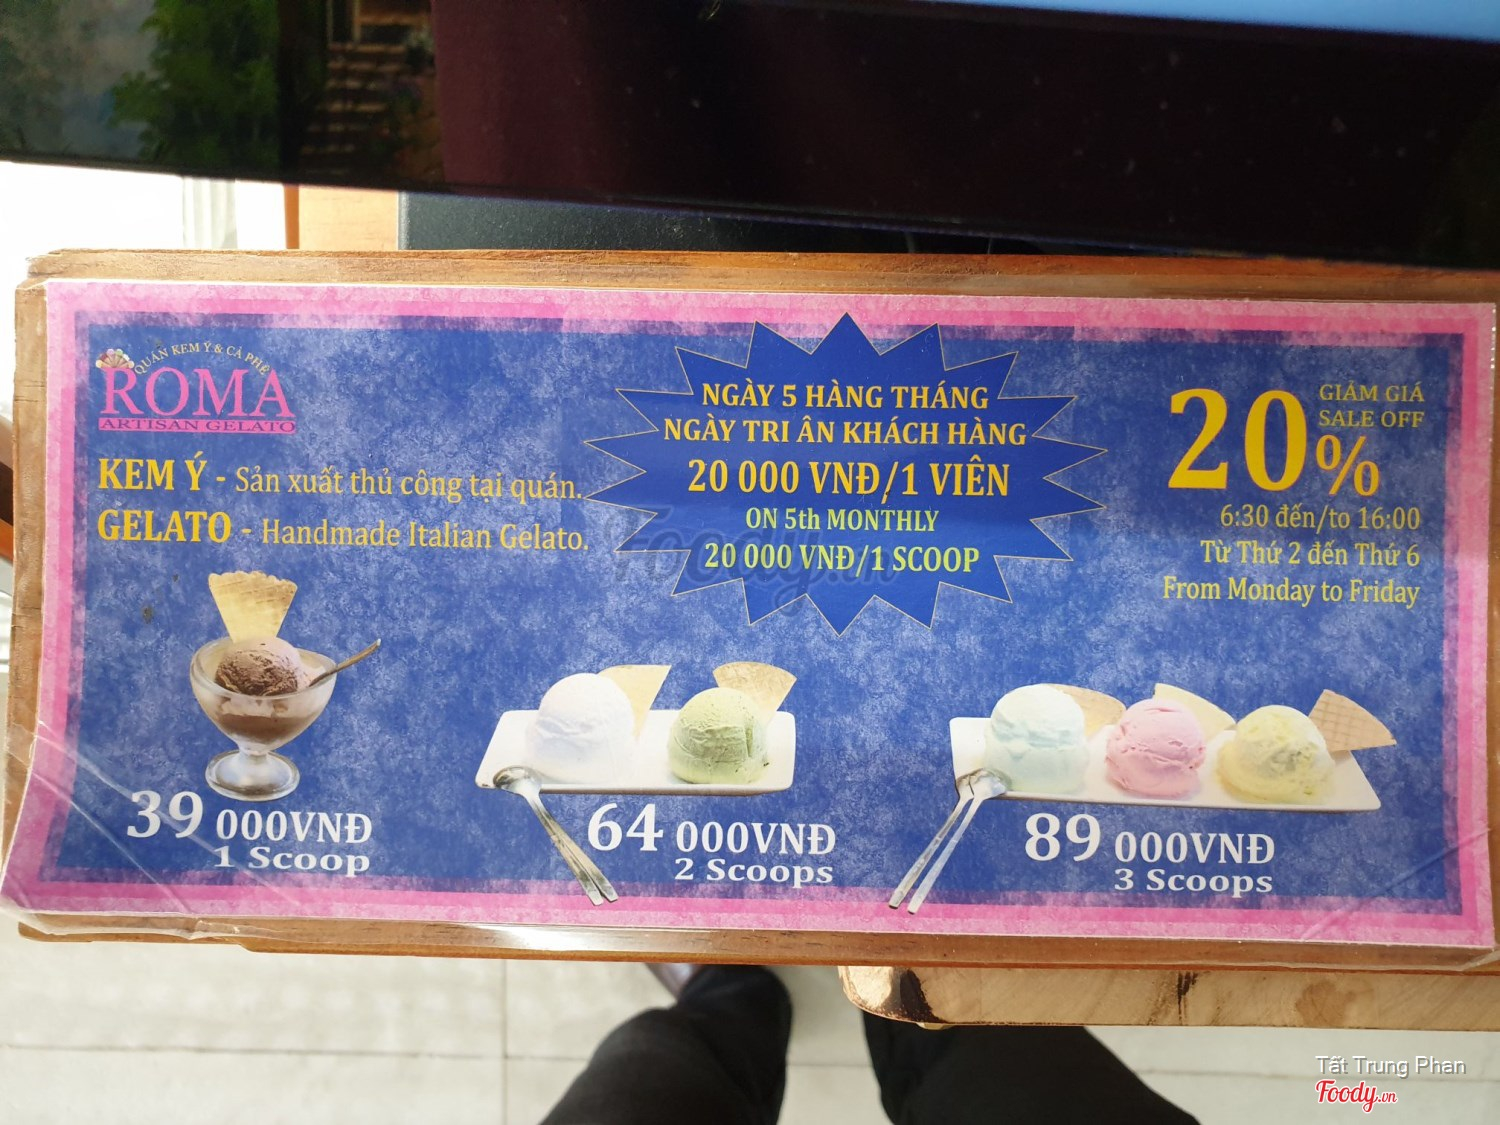 QUÁN KEM Ý & CÀ PHÊ
ROMA
ARTISAN GELATO
KEM Ý - Sản xuất thủ công tại quán.
GELATO - Handmade Italian Gelato.
NGÀY 5 HÀNG THÁNG
NGÀY TRI ÂN KHÁCH HÀNG
20 000 VNĐ/1 VIÊN
ON 5th MONTHLY
20 000 VNĐ/1 SCOOP
20%
GIẢM GIÁ
SALE OFF
6:30 đến/to 16:00
Từ Thứ 2 đến Thứ 6
From Monday to Friday
39 000VNĐ
1 Scoop
64 000VNĐ
2 Scoops
89 000VNĐ
3 Scoops
Foody.vn
Tất Trung Phan
Foody.vn